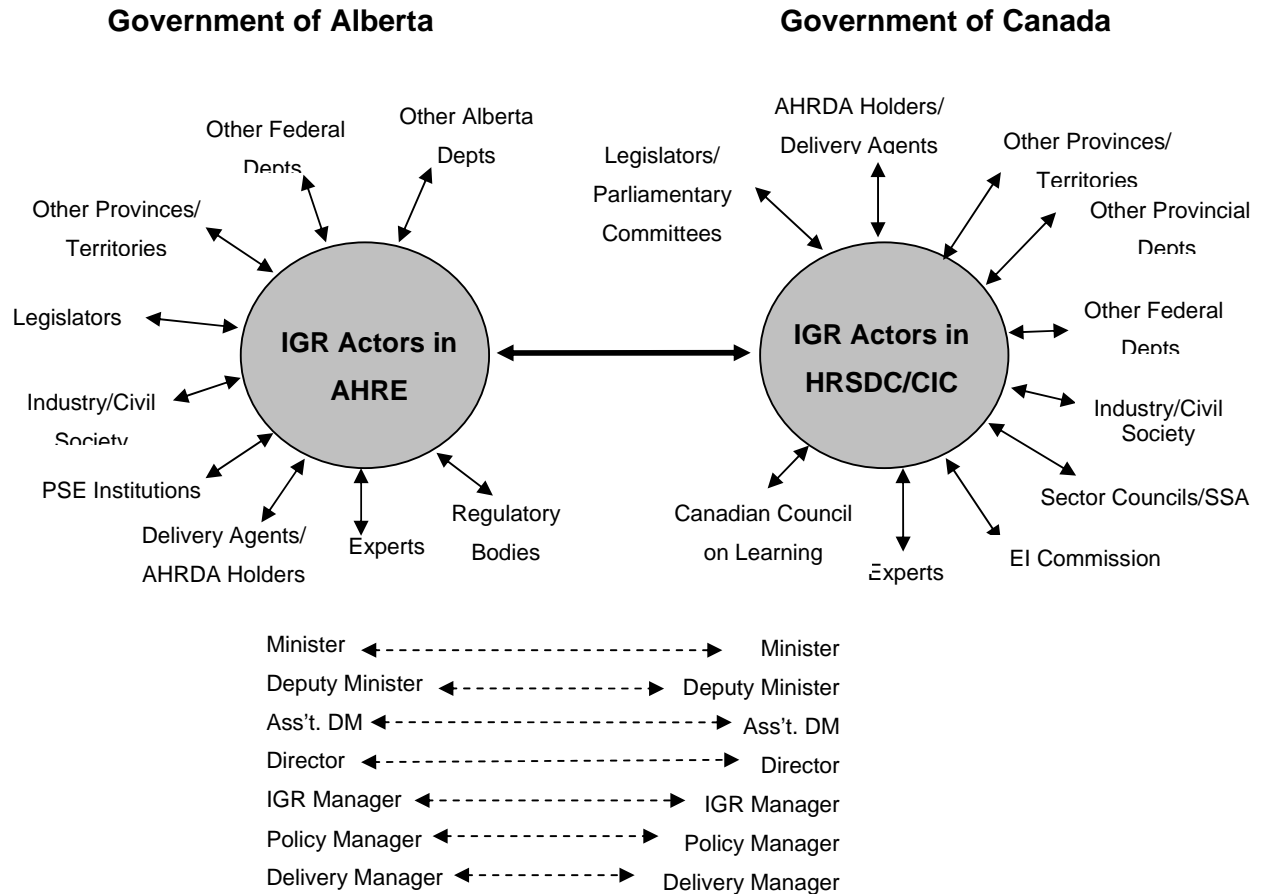 Government of Alberta
Government of Canada
Other Federal
Depts
Other Alberta
Depts
Other Provinces/
Territories
Legislators
Industry/Civil
Society
PSE Institutions
Delivery Agents/
AHRDA Holders
Experts
Regulatory
Bodies
IGR Actors in
AHRE
Legislators/
Parliamentary
Committees
AHRDA Holders/
Delivery Agents
Other Provinces/
Territories
Other Provincial
Depts
Other Federal
Depts
Industry/Civil
Society
Sector Councils/SSA
EI Commission
Experts
Canadian Council
on Learning
IGR Actors in
HRSDC/CIC
Minister Minister
Deputy Minister Deputy Minister
Ass't. DM Ass't. DM
Director Director
IGR Manager IGR Manager
Policy Manager Policy Manager
Delivery Manager Delivery Manager